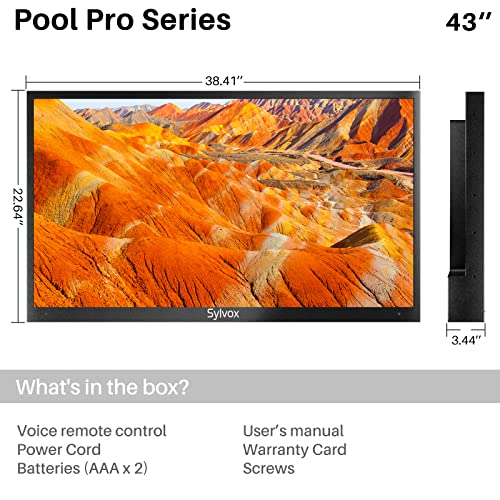 Pool Pro Series
43’’
38.41’’
22.64’’
Sylvox
3.44’’
What's in the box?
Voice remote control
Power Cord
Batteries (AAA x 2)
User’s manual
Warranty Card
Screws